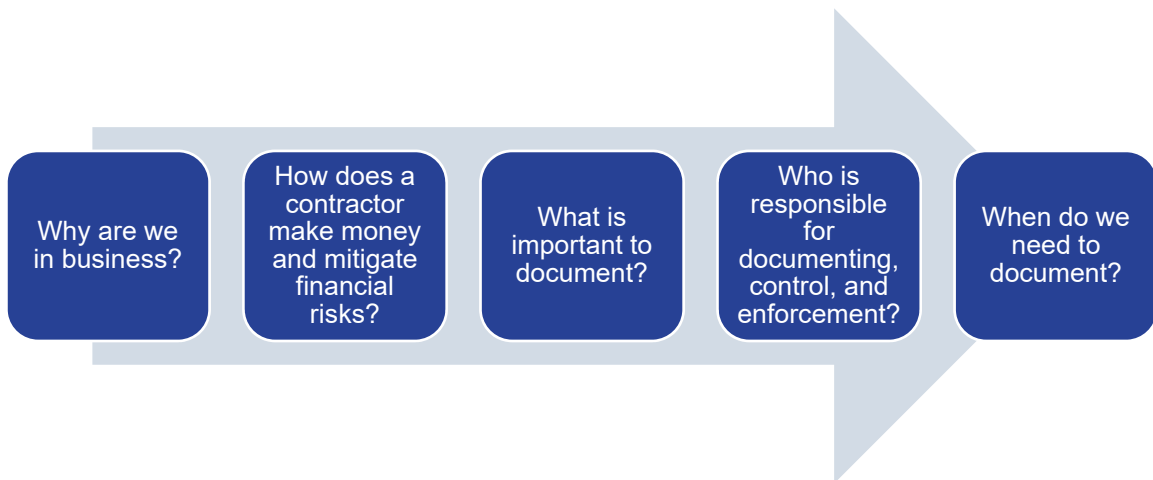 Why are we
in business?
How does a
contractor
make money
and mitigate
financial
risks?
What is
important to
document?
Who is
responsible
for
documenting,
control, and
enforcement?
When do we
need to
document?